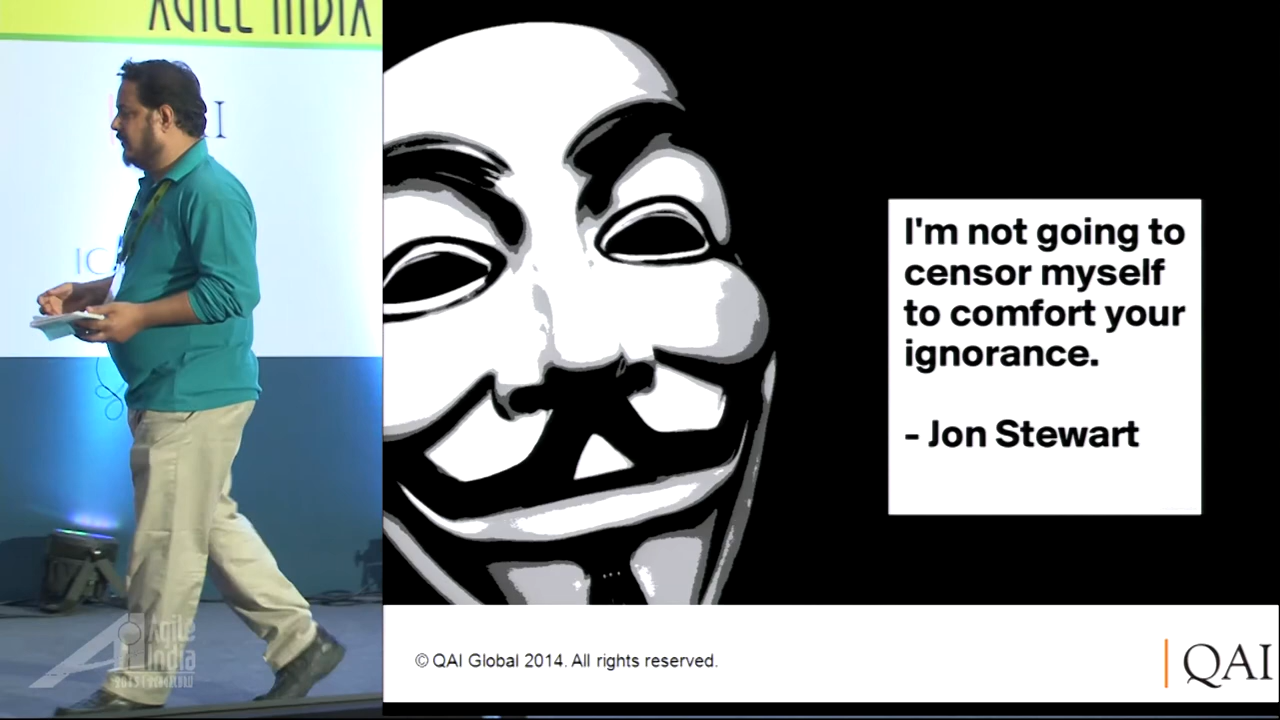 AGILE INDIA
I'm not going to
censor myself
to comfort your
ignorance.
- Jon Stewart
© QAI Global 2014. All rights reserved.
QAI
Agile
India